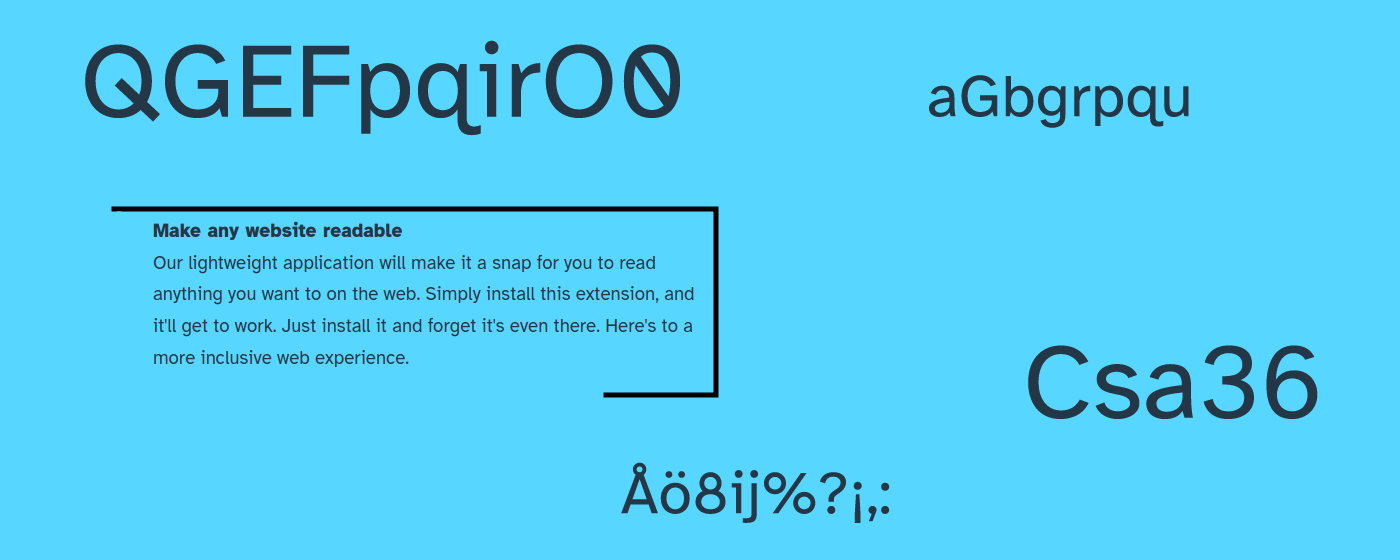 QGEFpqirO0
aGbgrpqu
Make any website readable
Our lightweight application will make it a snap for you to read
anything you want to on the web. Simply install this extension, and
it'll get to work. Just install it and forget it's even there. Here's to a
more inclusive web experience.
Csa36
Åö8ij%?¡,: